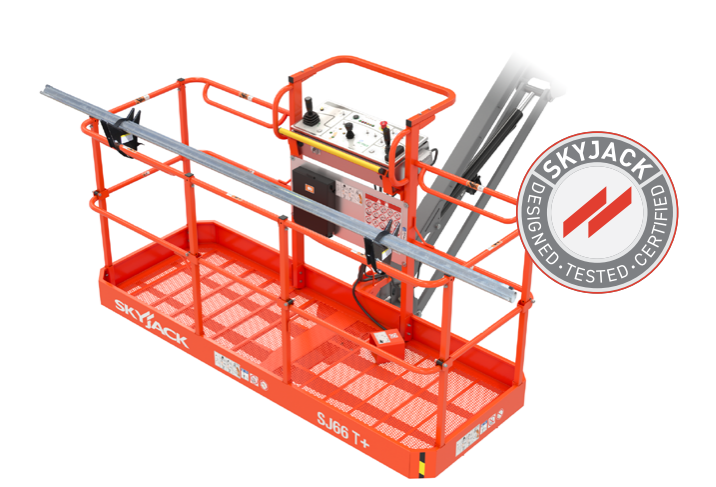 SKYJACK
DESIGNED · TESTED · CERTIFIED
SKYJACK
SJ66 T+